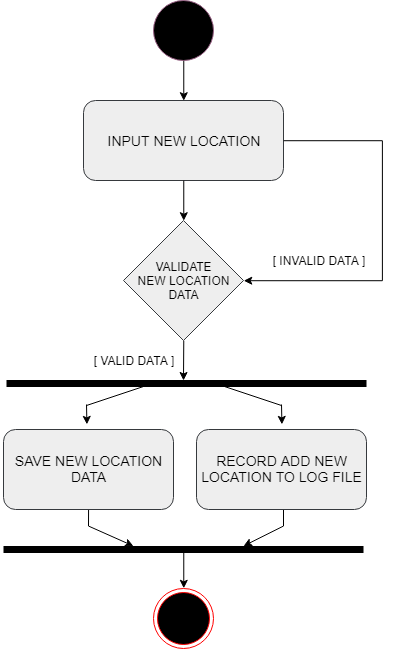 INPUT NEW LOCATION
VALIDATE
NEW LOCATION
DATA
[ INVALID DATA ]
[ VALID DATA ]
SAVE NEW LOCATION
DATA
RECORD ADD NEW
LOCATION TO LOG FILE